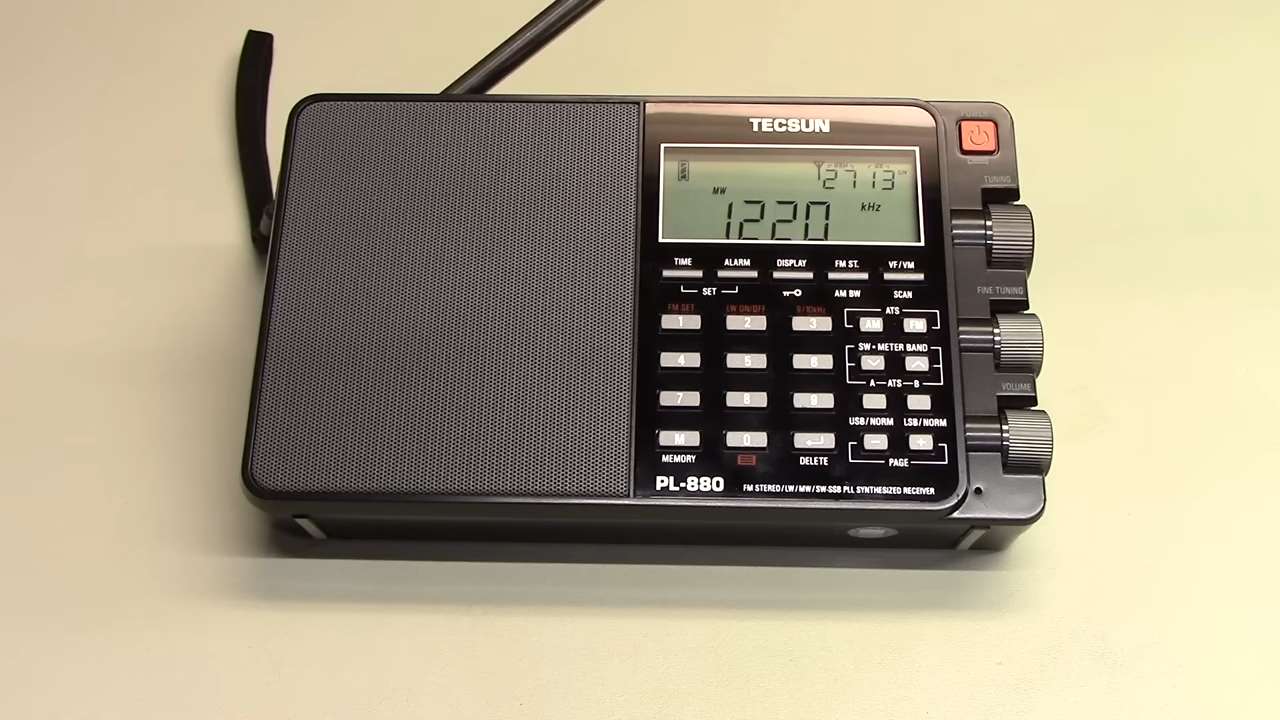 TECSUN
POWER
2713
MW
1220 kHz
TUNING
TIME ALARM DISPLAY FM ST. VF/VM
SET AM BW SCAN
FINE TUNING
FM SET LW ON/OFF 9/10kHz ATS
1 2 3 AM FM
SW - METER BAND
4 5 6
A - ATS - B
VOLUME
7 8 9
USB/NORM LSB/NORM
M 0 - +
MEMORY DELETE PAGE
PL-880 FM STEREO/LW/MW/SW-SSB PLL SYNTHESIZED RECEIVER